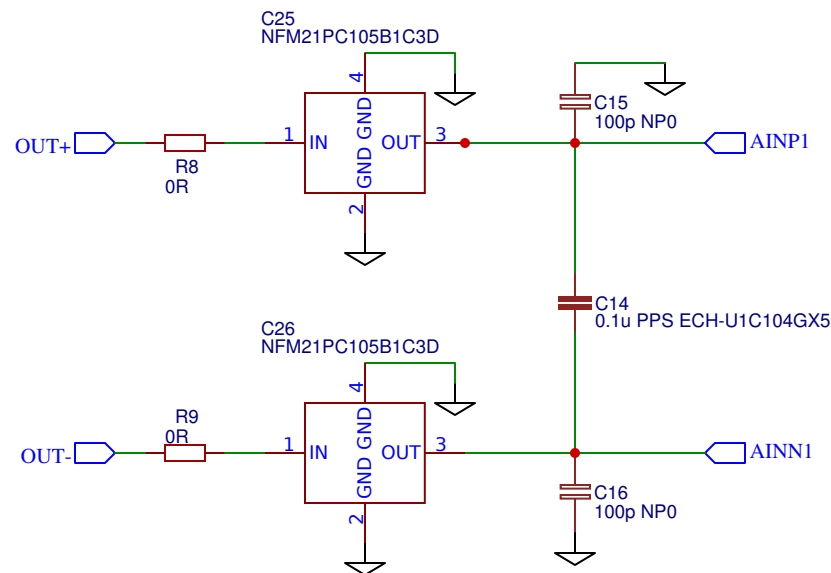 C25
NFM21PC105B1C3D
4
GND
1
IN
OUT
3
GND
2
OUT+
R8
0R
C15
100p NP0
AINP1
C14
0.1u PPS ECH-U1C104GX5
C26
NFM21PC105B1C3D
4
GND
1
IN
OUT
3
GND
2
R9
0R
OUT-
AINN1
C16
100p NP0